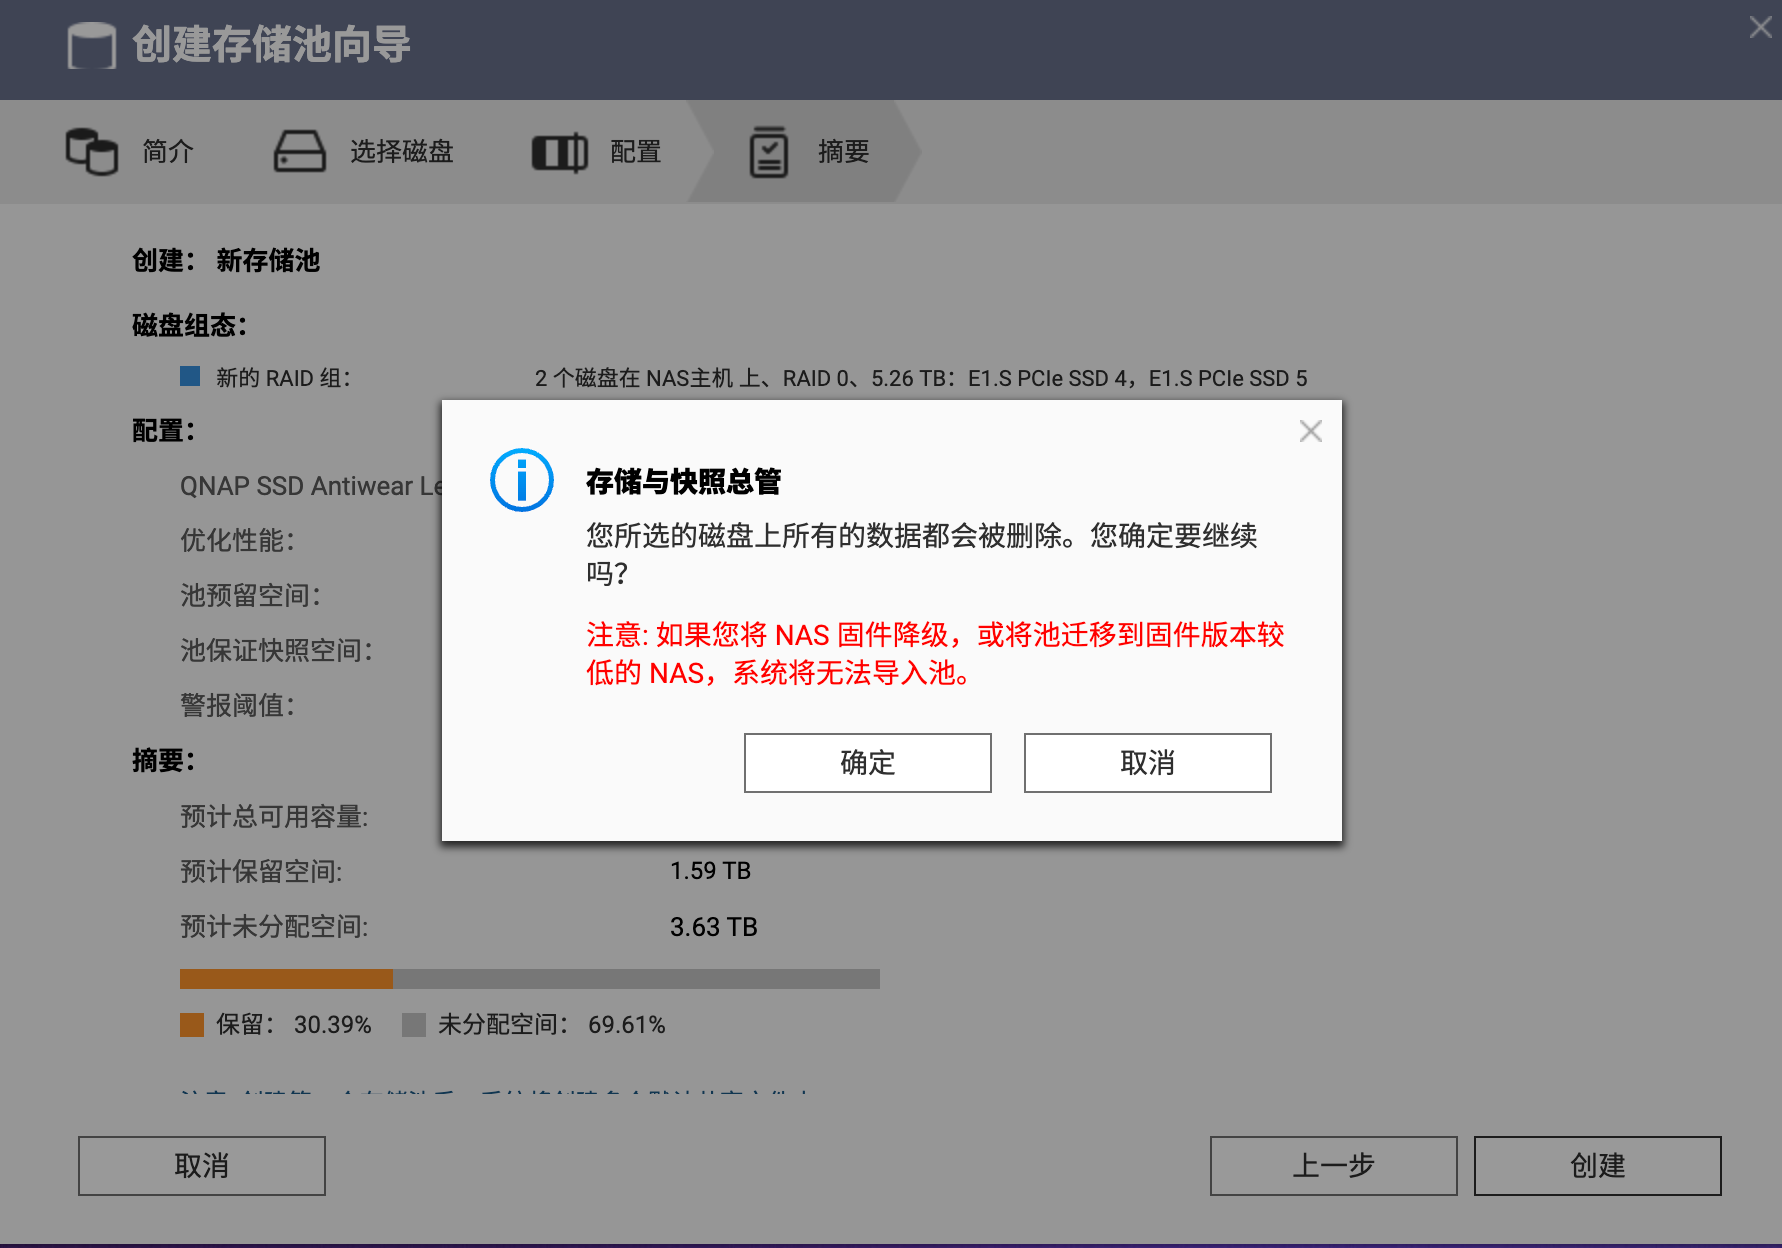 创建存储池向导
简介
选择磁盘
配置
摘要
创建： 新存储池
磁盘组态：
新的 RAID 组：
2 个磁盘在 NAS主机 上、RAID 0、5.26 TB：E1.S PCIe SSD 4，E1.S PCIe SSD 5
配置：
QNAP SSD Antiwear Le
优化性能：
池预留空间：
池保证快照空间：
警报阈值：
摘要：
预计总可用容量:
预计保留空间:
1.59 TB
预计未分配空间:
3.63 TB
保留： 30.39%
未分配空间： 69.61%
存储与快照总管
您所选的磁盘上所有的数据都会被删除。您确定要继续
吗？
注意: 如果您将 NAS 固件降级，或将池迁移到固件版本较
低的 NAS，系统将无法导入池。
确定
取消
取消
上一步
创建